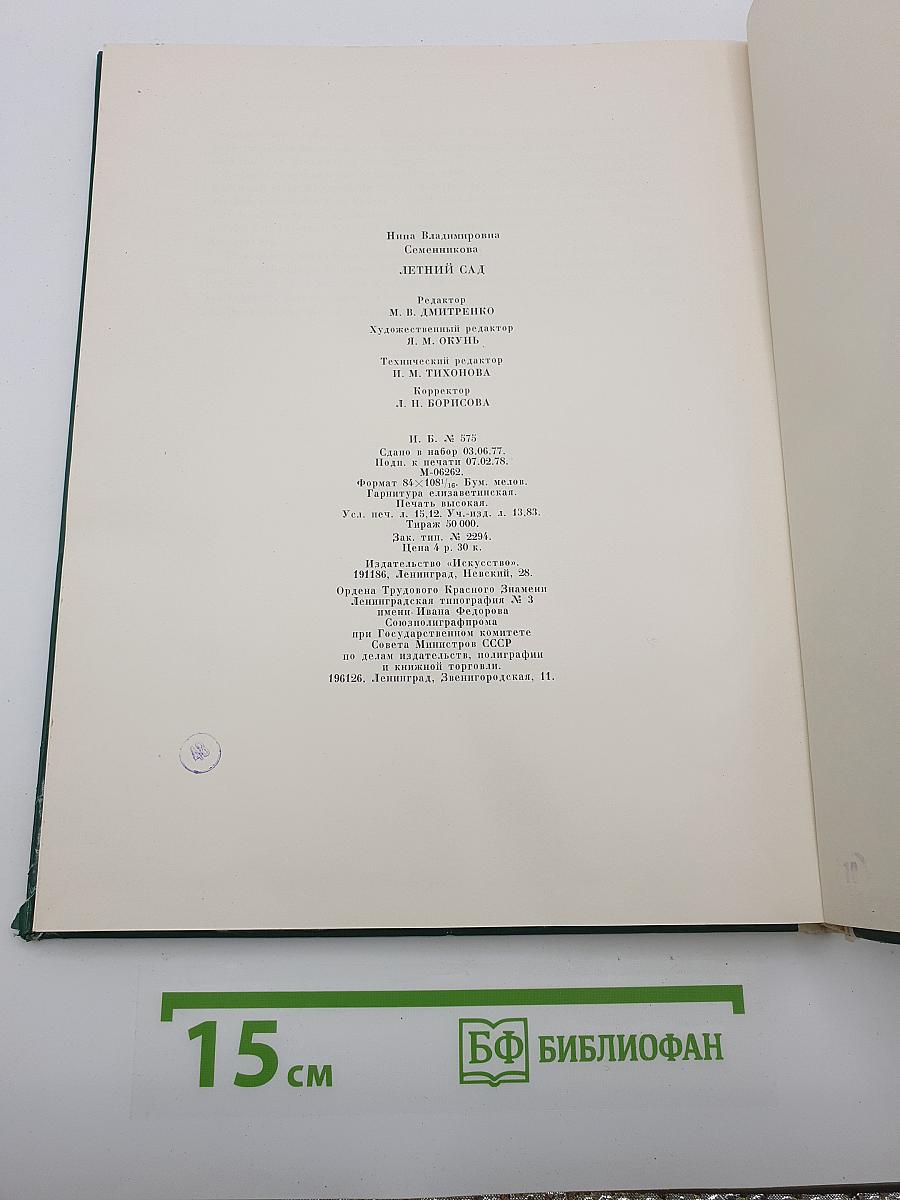 Нина Владимировна
Семенникова
ЛЕТНИЙ САД
Редактор
М. В. ДМИТРЕНКО
Художественный редактор
Я. М. ОКУНЬ
Технический редактор
И. М. ТИХОНОВА
Корректор
Л. Н. БОРИСОВА
И. Б. № 575
Сдано в набор 03.06.77.
Подп. к печати 07.02.78.
М-06262.
Формат 84×108¹/₁₆. Бум. мелов.
Гарнитура елизаветинская.
Печать высокая.
Усл. печ. л. 15,12. Уч.-изд. л. 13,83.
Тираж 50 000.
Зак. тип. № 2294.
Цена 4 р. 30 к.
Издательство «Искусство».
191186, Ленинград, Невский, 28.
Ордена Трудового Красного Знамени
Ленинградская типография № 3
имени Ивана Федорова
Союзполиграфпрома
при Государственном комитете
Совета Министров СССР
по делам издательств, полиграфии
и книжной торговли.
196126, Ленинград, Звенигородская, 11.
15 см
БФ БИБЛИОФАН